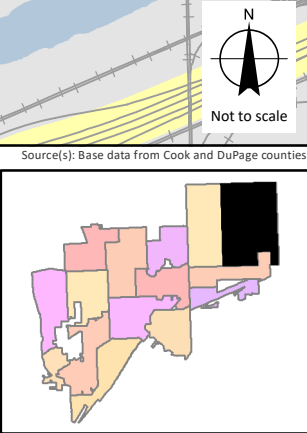 N
Not to scale
Source(s): Base data from Cook and DuPage counties